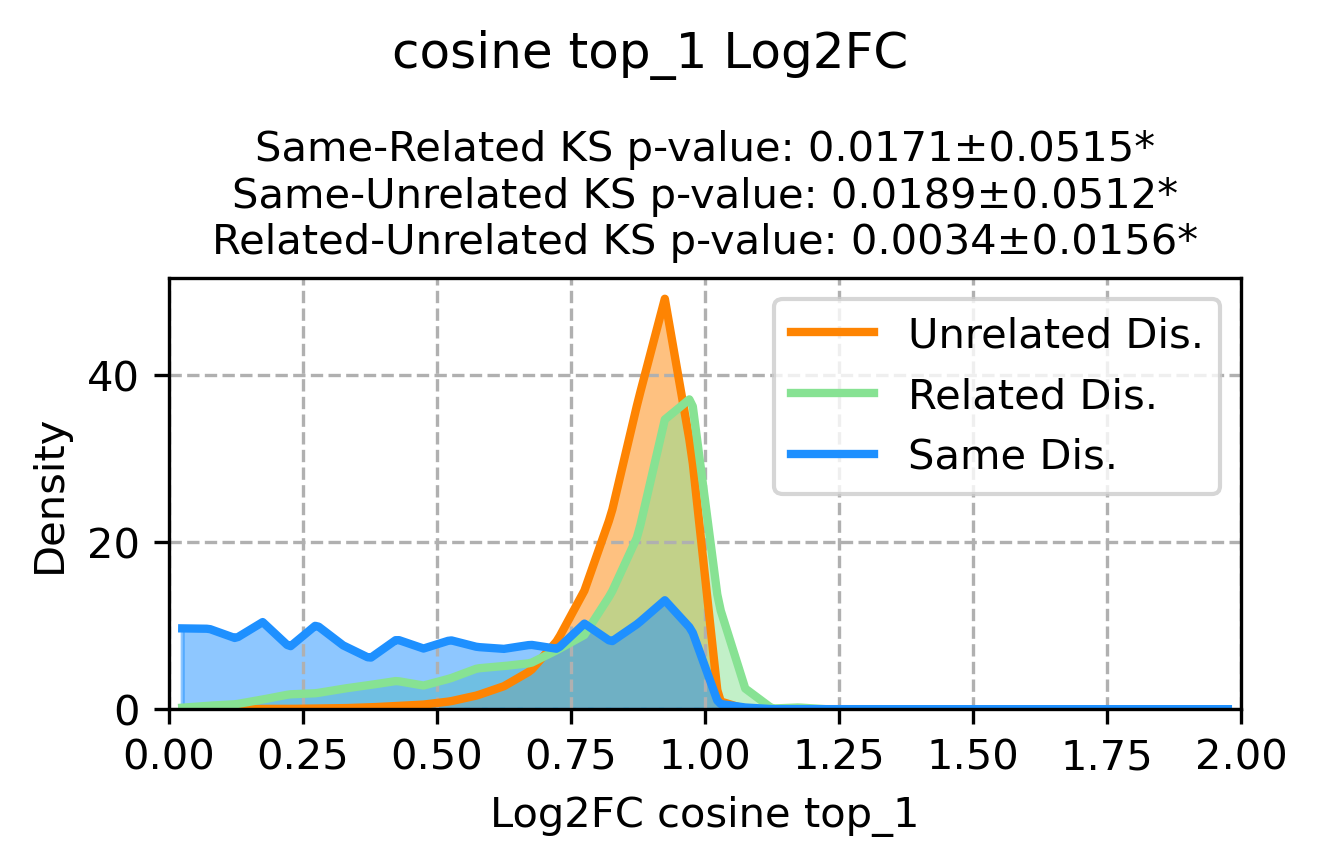 cosine top_1 Log2FC
Same-Related KS p-value: 0.0171±0.0515*
Same-Unrelated KS p-value: 0.0189±0.0512*
Related-Unrelated KS p-value: 0.0034±0.0156*
Unrelated Dis.
Related Dis.
Same Dis.
Density
40
20
0
0.00 0.25 0.50 0.75 1.00 1.25 1.50 1.75 2.00
Log2FC cosine top_1